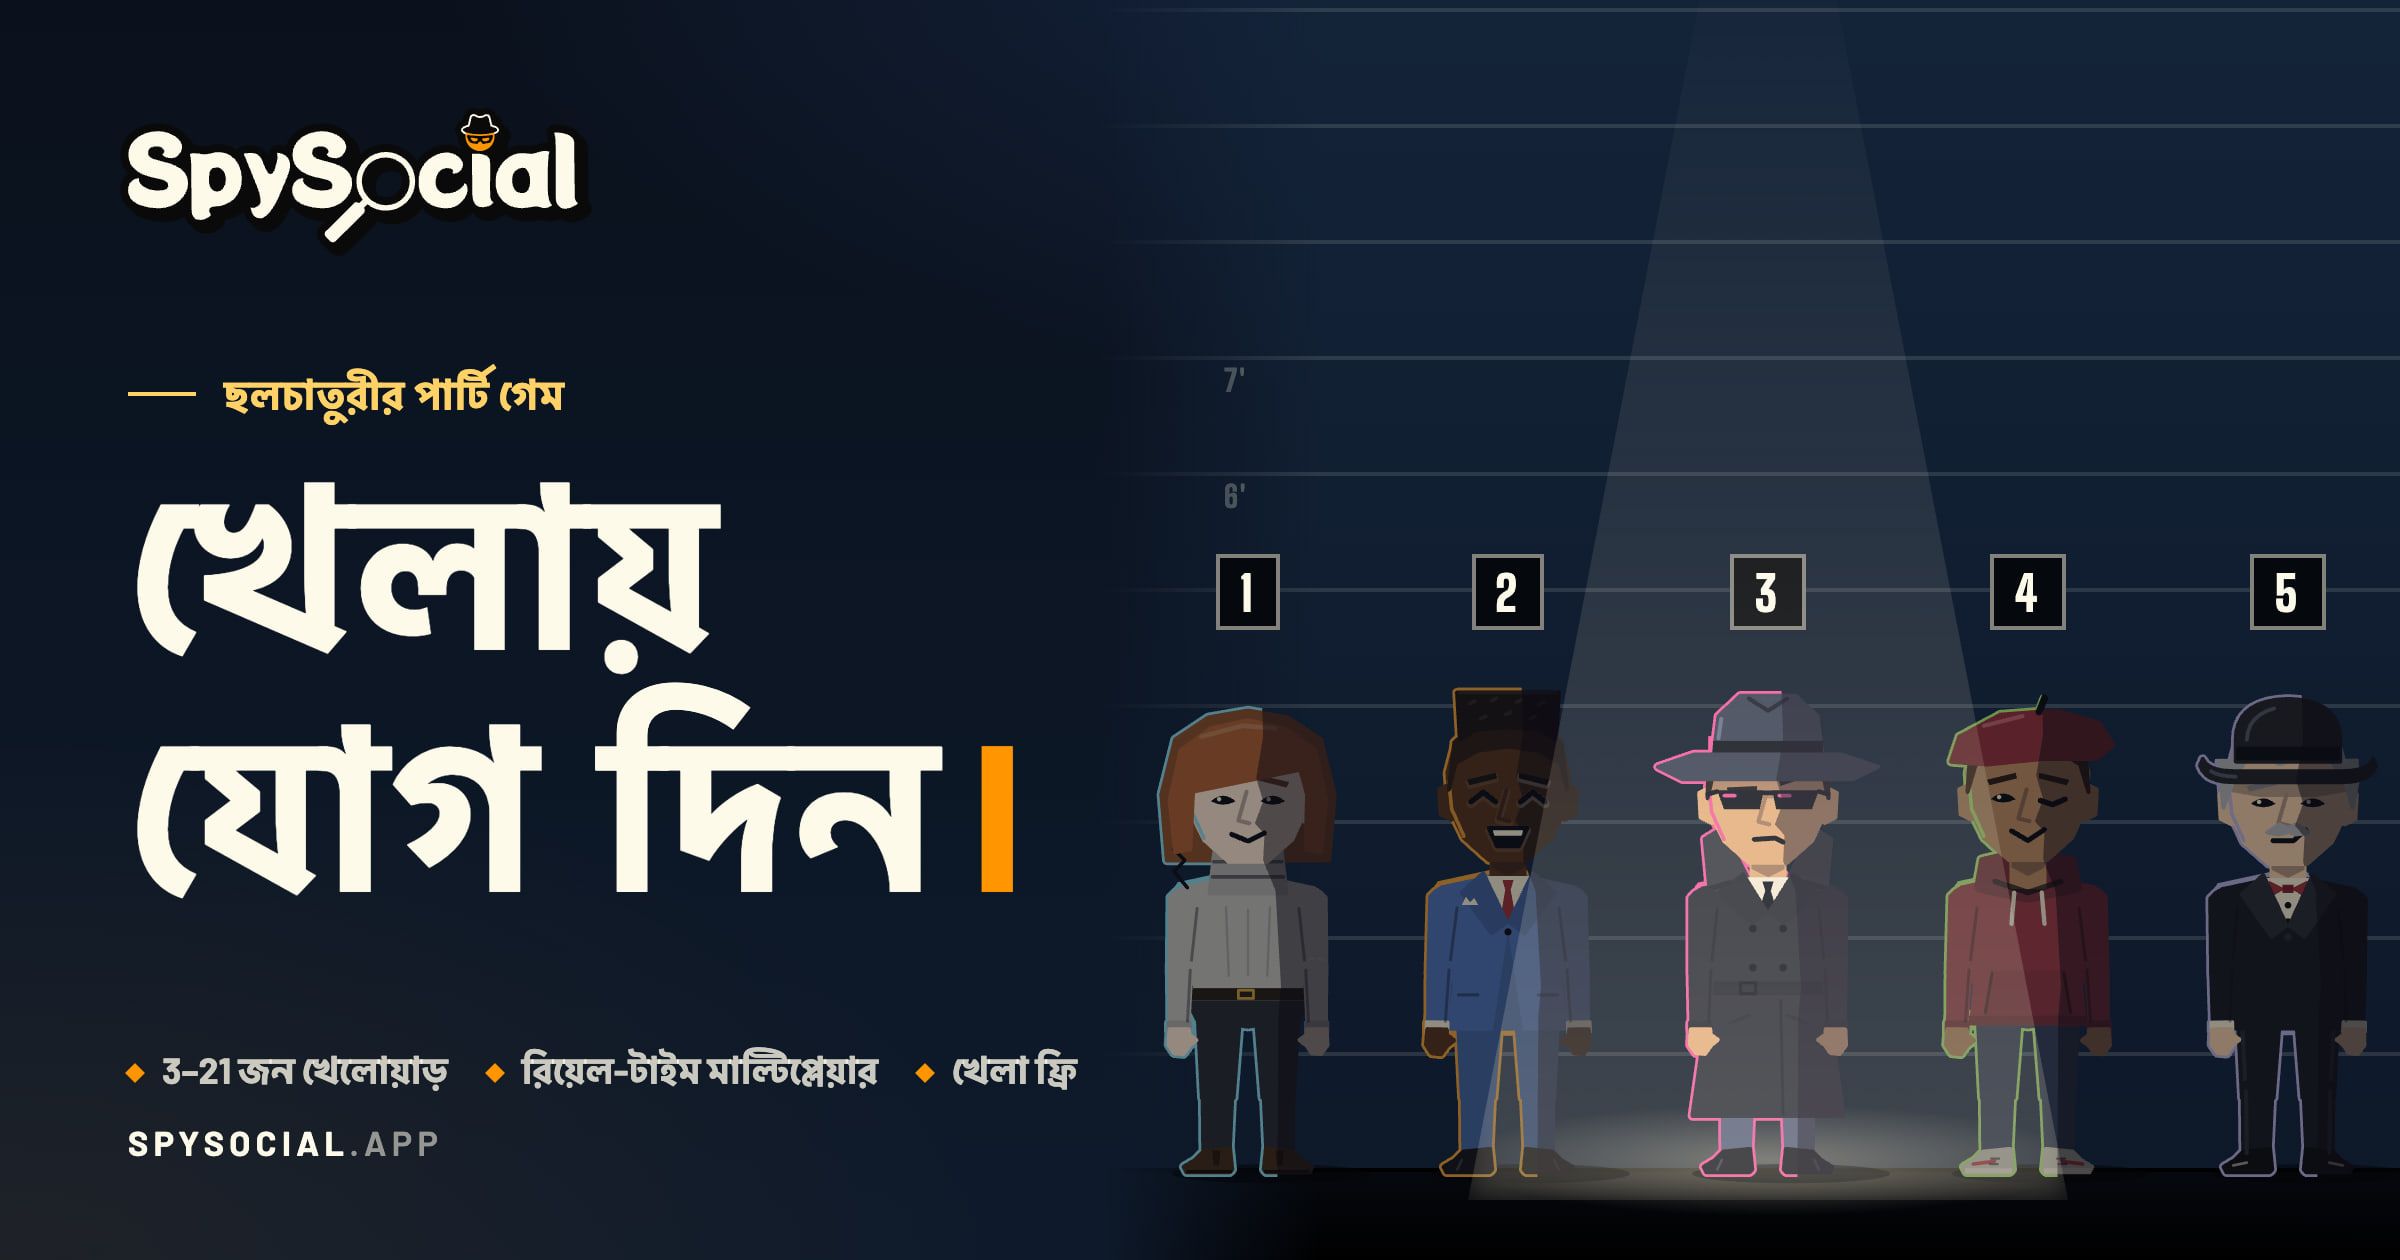 SpySocial
ছলচাতুরীর পার্টি গেম
খেলায়
যোগ দিন।
3–21 জন খেলোয়াড় রিয়েল-টাইম মাল্টিপ্লেয়ার খেলা ফ্রি
SPYSOCIAL.APP
7'
6'
1 2 3 4 5